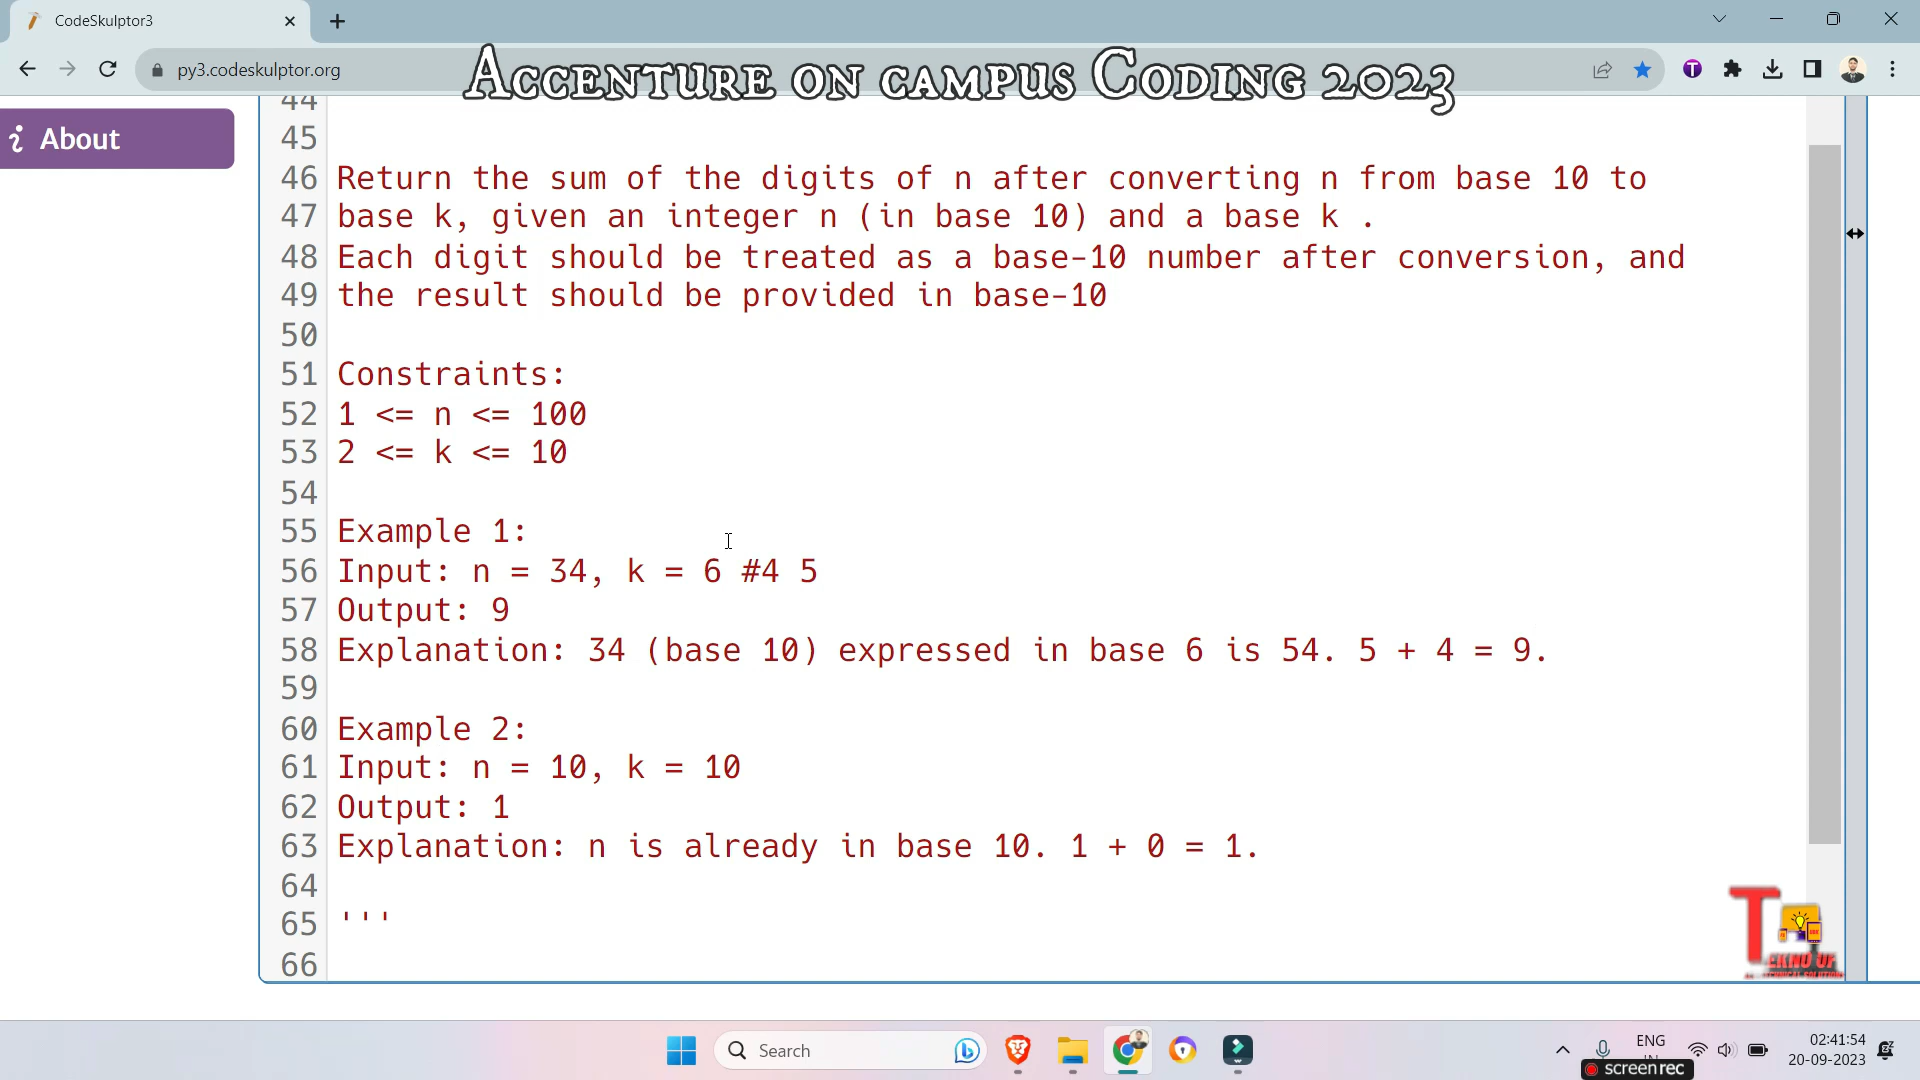 CodeSkulptor3
py3.codeskulptor.org
Accenture on campus Coding 2023
i About
44
45
46 Return the sum of the digits of n after converting n from base 10 to
47 base k, given an integer n (in base 10) and a base k .
48 Each digit should be treated as a base-10 number after conversion, and
49 the result should be provided in base-10
50
51 Constraints:
52 1 <= n <= 100
53 2 <= k <= 10
54
55 Example 1:
56 Input: n = 34, k = 6 #4 5
57 Output: 9
58 Explanation: 34 (base 10) expressed in base 6 is 54. 5 + 4 = 9.
59
60 Example 2:
61 Input: n = 10, k = 10
62 Output: 1
63 Explanation: n is already in base 10. 1 + 0 = 1.
64
65 '''
66
Search
ENG
02:41:54
20-09-2023
screenrec